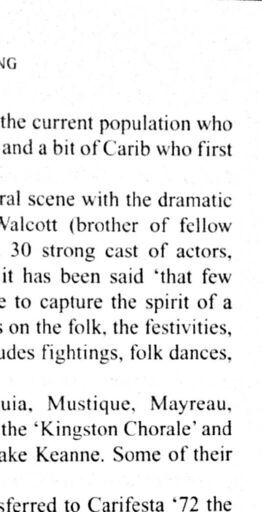 NG
the current population who
and a bit of Carib who first
ral scene with the dramatic
Walcott (brother of fellow
30 strong cast of actors,
it has been said ‘that few
e to capture the spirit of a
s on the folk, the festivities,
udes fightings, folk dances,
uia, Mustique, Mayreau,
the ‘Kingston Chorale’ and
ake Keanne. Some of their
sferred to Carifesta ‘72 the